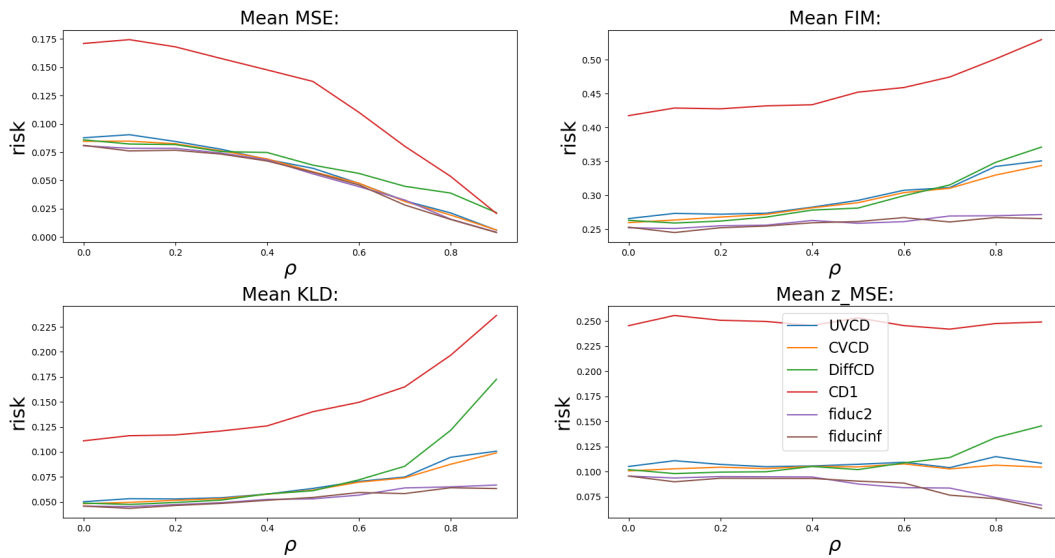 Mean MSE:
risk
0.175
0.150
0.125
0.100
0.075
0.050
0.025
0.000
0.0 0.2 0.4 0.6 0.8
ρ
Mean FIM:
risk
0.50
0.45
0.40
0.35
0.30
0.25
0.0 0.2 0.4 0.6 0.8
ρ
Mean KLD:
risk
0.225
0.200
0.175
0.150
0.125
0.100
0.075
0.050
0.0 0.2 0.4 0.6 0.8
ρ
Mean z_MSE:
risk
0.250
0.225
0.200
0.175
0.150
0.125
0.100
0.075
UVCD
CVCD
DiffCD
CD1
fiduc2
fiducinf
0.0 0.2 0.4 0.6 0.8
ρ